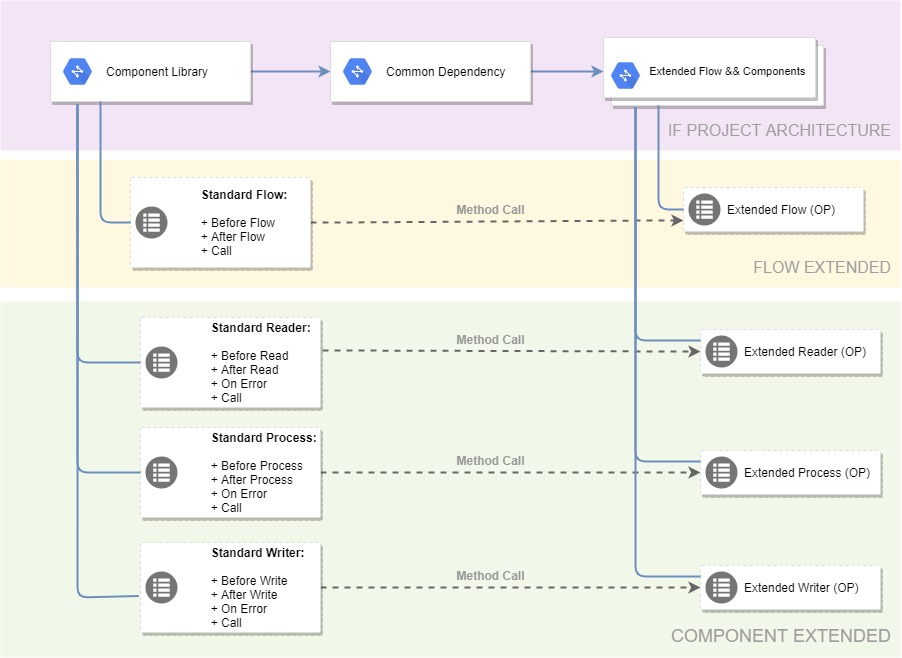 Component Library
Common Dependency
Extended Flow && Components
IF PROJECT ARCHITECTURE
Standard Flow:
+ Before Flow
+ After Flow
+ Call
Method Call
Extended Flow (OP)
FLOW EXTENDED
Standard Reader:
+ Before Read
+ After Read
+ On Error
+ Call
Method Call
Extended Reader (OP)
Standard Process:
+ Before Process
+ After Process
+ On Error
+ Call
Method Call
Extended Process (OP)
Standard Writer:
+ Before Write
+ After Write
+ On Error
+ Call
Method Call
Extended Writer (OP)
COMPONENT EXTENDED